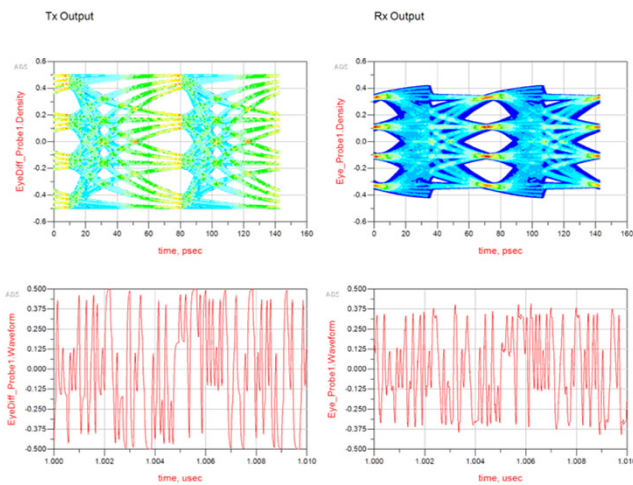 Tx Output
Rx Output
ADS
EyeDiff_Probe1.Density
0.6
0.4
0.2
0.0
-0.2
-0.4
-0.6
0 20 40 60 80 100 120 140 160
time, psec
ADS
Eye_Probe1.Density
0.6
0.4
0.2
0.0
-0.2
-0.4
-0.6
0 20 40 60 80 100 120 140 160
time, psec
ADS
EyeDiff_Probe1.Waveform
0.500
0.375
0.250
0.125
0.000
-0.125
-0.250
-0.375
-0.500
1.000 1.002 1.004 1.006 1.008 1.010
time, usec
ADS
Eye_Probe1.Waveform
0.500
0.375
0.250
0.125
0.000
-0.125
-0.250
-0.375
-0.500
1.000 1.002 1.004 1.006 1.008 1.010
time, usec